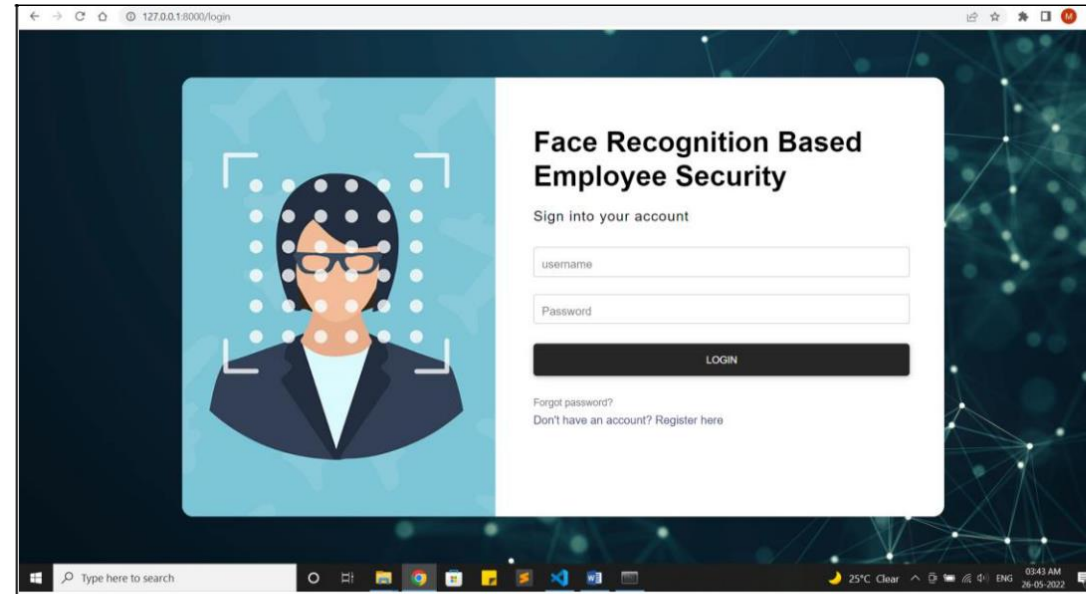 127.0.0.1:8000/login
M
Face Recognition Based
Employee Security
Sign into your account
username
Password
LOGIN
Forgot password?
Don't have an account? Register here
Type here to search
25°C Clear
ENG
03:43 AM
26-05-2022